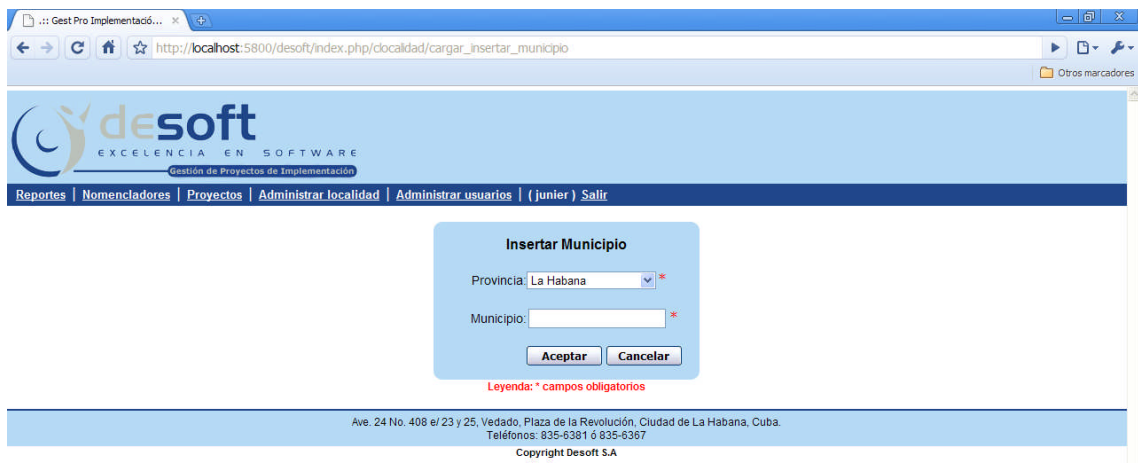 .:: Gest Pro Implementació...
http://localhost:5800/desoft/index.php/clocalidad/cargar_insertar_municipio
Otros marcadores
desoft
EXCELENCIA EN SOFTWARE
Gestión de Proyectos de Implementación
Reportes | Nomencladores | Proyectos | Administrar localidad | Administrar usuarios | ( junier ) Salir
Insertar Municipio
Provincia: La Habana *
Municipio: *
Aceptar Cancelar
Leyenda: * campos obligatorios
Ave. 24 No. 408 e/ 23 y 25, Vedado, Plaza de la Revolución, Ciudad de La Habana, Cuba.
Teléfonos: 835-6381 ó 835-6367
Copyright Desoft S.A